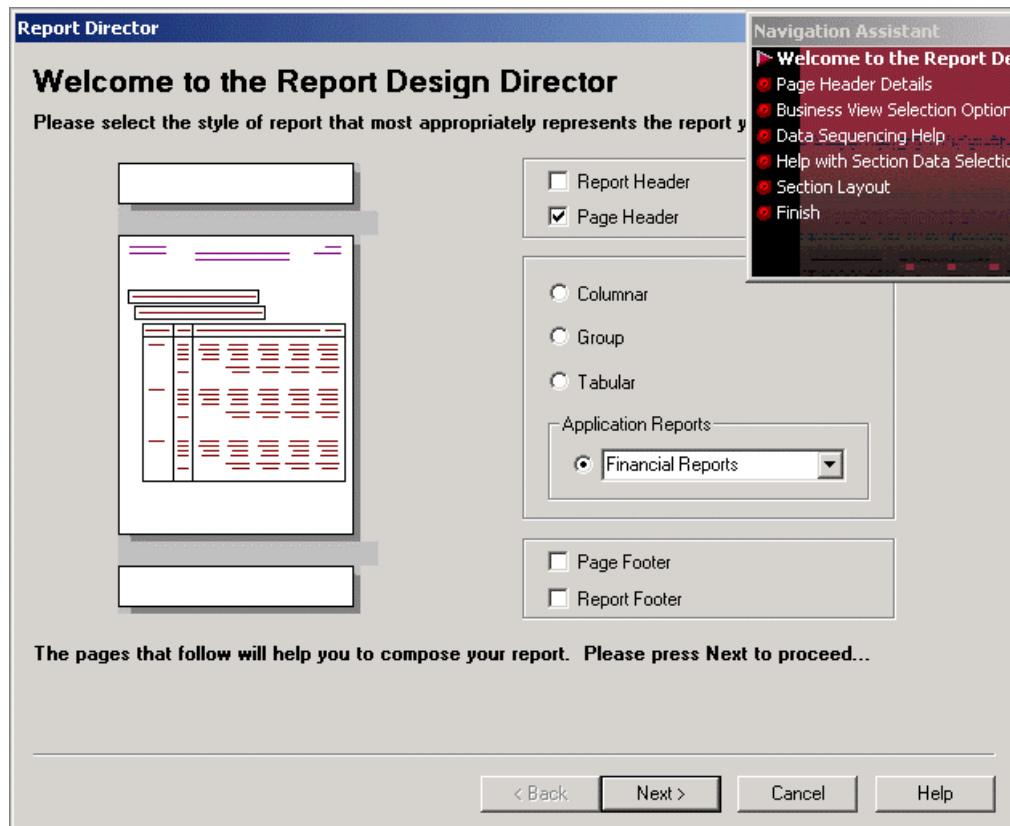 Report Director
Welcome to the Report Design Director
Please select the style of report that most appropriately represents the report
Report Header
Page Header
Columnar
Group
Tabular
Application Reports
Financial Reports
Page Footer
Report Footer
The pages that follow will help you to compose your report. Please press Next to proceed...
< Back
Next >
Cancel
Help
Navigation Assistant
Welcome to the Report De
Page Header Details
Business View Selection Option
Data Sequencing Help
Help with Section Data Selectio
Section Layout
Finish